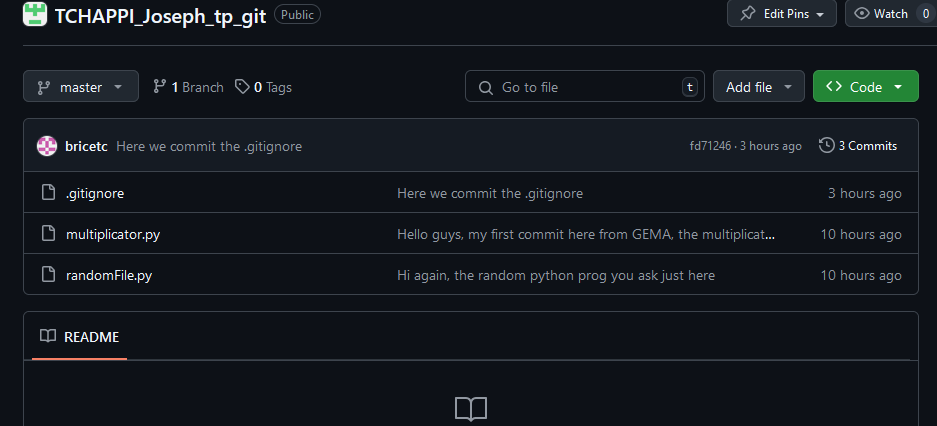 TCHAPPI_Joseph_tp_git Public Edit Pins Watch 0
master 1 Branch 0 Tags Go to file t Add file Code
bricetc Here we commit the .gitignore fd71246 · 3 hours ago 3 Commits
.gitignore Here we commit the .gitignore 3 hours ago
multiplicator.py Hello guys, my first commit here from GEMA, the multiplicat... 10 hours ago
randomFile.py Hi again, the random python prog you ask just here 10 hours ago
README